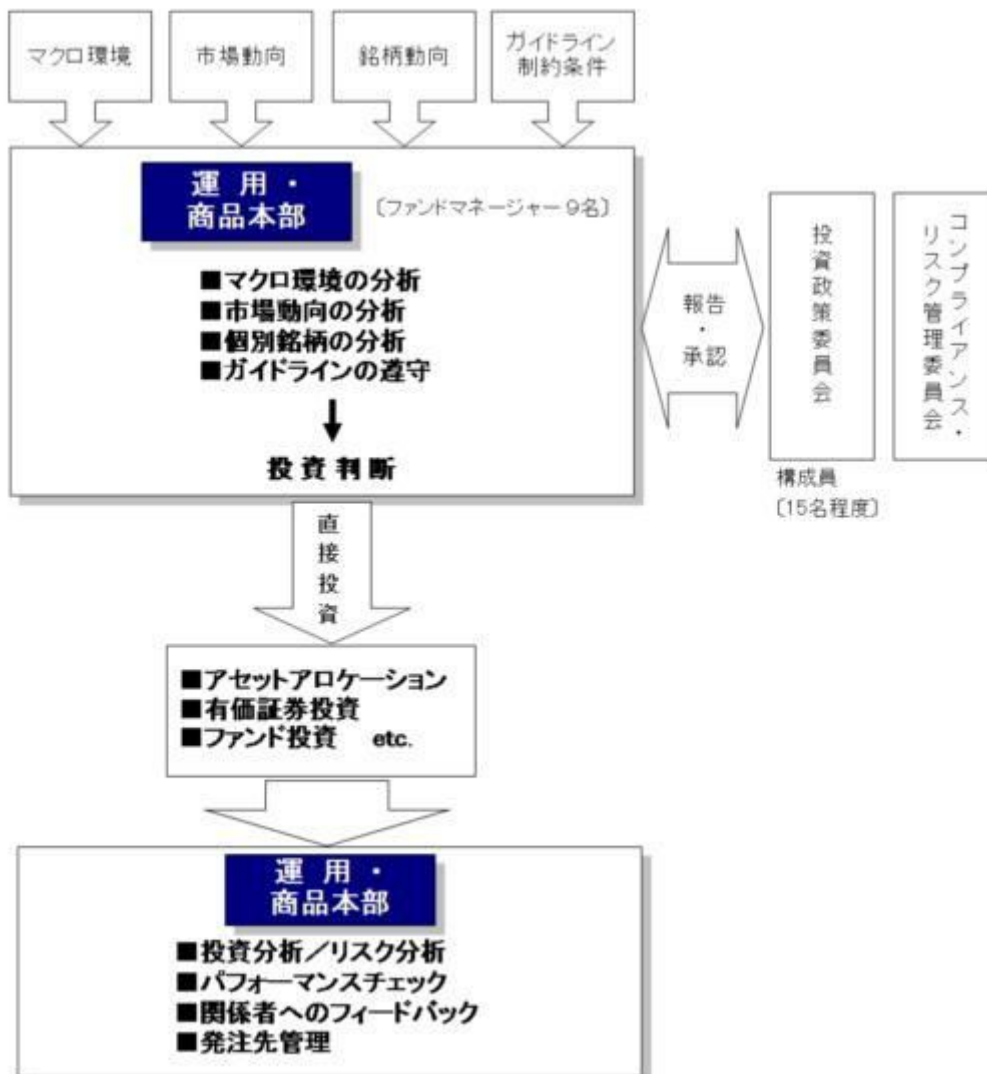 マクロ環境
市場動向
銘柄動向
ガイドライン
制約条件
運用・
商品本部
〔ファンドマネージャー9名〕
■マクロ環境の分析
■市場動向の分析
■個別銘柄の分析
■ガイドラインの遵守
投資判断
報告・承認
投資政策委員会
コンプライアンス・
リスク管理委員会
構成員
〔15名程度〕
直接投資
■アセットアロケーション
■有価証券投資
■ファンド投資 etc.
運用・
商品本部
■投資分析／リスク分析
■パフォーマンスチェック
■関係者へのフィードバック
■発注先管理